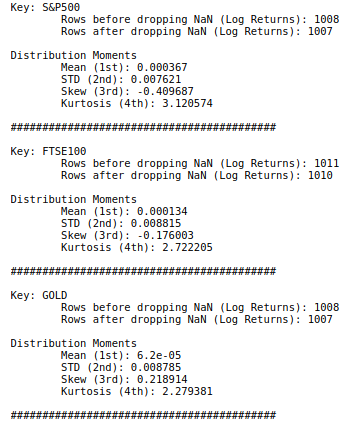 Key: S&P500
Rows before dropping NaN (Log Returns): 1008
Rows after dropping NaN (Log Returns): 1007
Distribution Moments
Mean (1st): 0.000367
STD (2nd): 0.007621
Skew (3rd): -0.409687
Kurtosis (4th): 3.120574
##########################################
Key: FTSE100
Rows before dropping NaN (Log Returns): 1011
Rows after dropping NaN (Log Returns): 1010
Distribution Moments
Mean (1st): 0.000134
STD (2nd): 0.008815
Skew (3rd): -0.176003
Kurtosis (4th): 2.722205
##########################################
Key: GOLD
Rows before dropping NaN (Log Returns): 1008
Rows after dropping NaN (Log Returns): 1007
Distribution Moments
Mean (1st): 6.2e-05
STD (2nd): 0.008785
Skew (3rd): 0.218914
Kurtosis (4th): 2.279381
##########################################